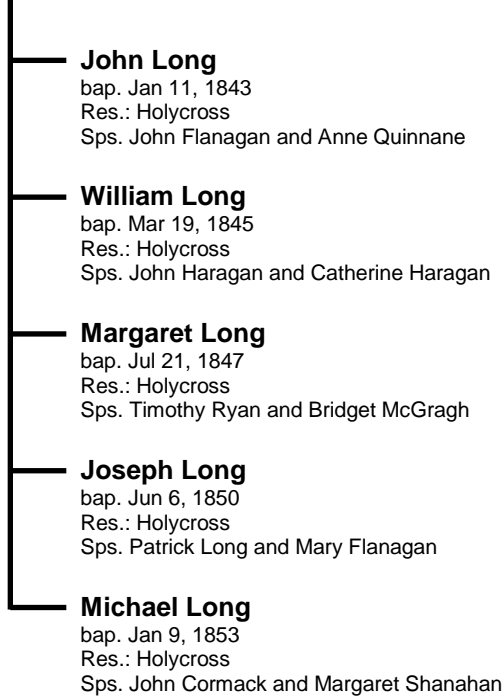 John Long
bap. Jan 11, 1843
Res.: Holycross
Sps. John Flanagan and Anne Quinnane
William Long
bap. Mar 19, 1845
Res.: Holycross
Sps. John Haragan and Catherine Haragan
Margaret Long
bap. Jul 21, 1847
Res.: Holycross
Sps. Timothy Ryan and Bridget McGragh
Joseph Long
bap. Jun 6, 1850
Res.: Holycross
Sps. Patrick Long and Mary Flanagan
Michael Long
bap. Jan 9, 1853
Res.: Holycross
Sps. John Cormack and Margaret Shanahan